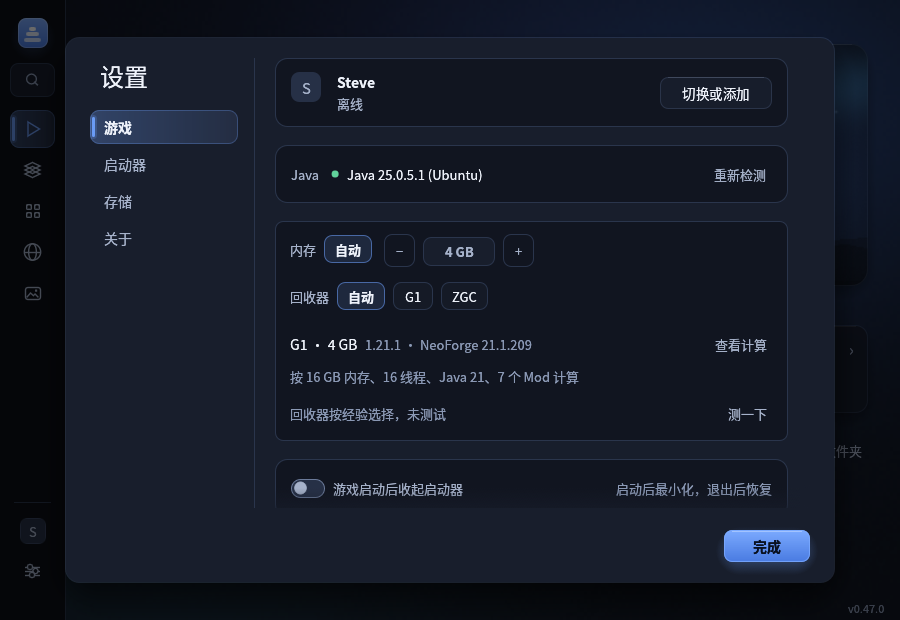 设置
游戏
启动器
存储
关于
S
Steve
离线
切换或添加
Java
Java 25.0.5.1 (Ubuntu)
重新检测
内存
自动
−
4 GB
+
回收器
自动
G1
ZGC
G1 • 4 GB 1.21.1 • NeoForge 21.1.209
查看计算
按 16 GB 内存、16 线程、Java 21、7 个 Mod 计算
回收器按经验选择，未测试
测一下
游戏启动后收起启动器
启动后最小化，退出后恢复
完成
S
件夹
v0.47.0